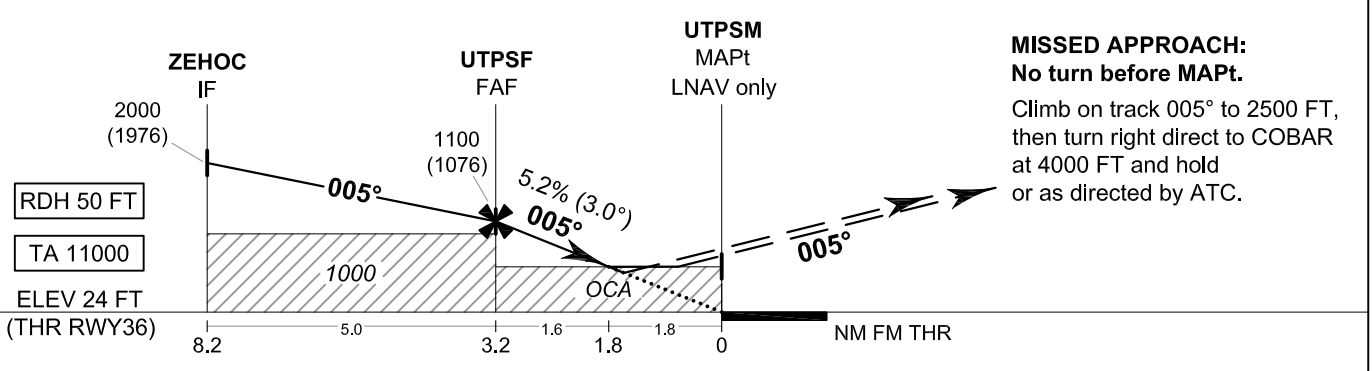 ZEHOC
IF
2000
(1976)
UTPSF
FAF
1100
(1076)
UTPSM
MAPt
LNAV only
MISSED APPROACH:
No turn before MAPt.
Climb on track 005° to 2500 FT,
then turn right direct to COBAR
at 4000 FT and hold
or as directed by ATC.
005°
5.2% (3.0°)
005°
005°
RDH 50 FT
TA 11000
ELEV 24 FT
(THR RWY36)
1000
OCA
5.0
1.6
1.8
8.2
3.2
1.8
0
NM FM THR